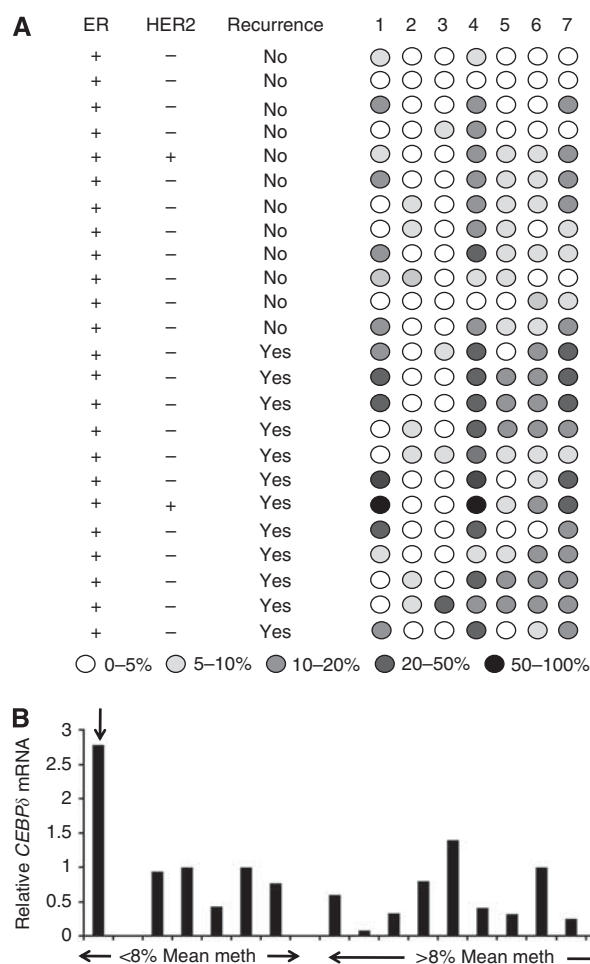 A ER HER2 Recurrence 1 2 3 4 5 6 7
+ – No
+ – No
+ – No
+ – No
+ + No
+ – No
+ – No
+ – No
+ – No
+ – No
+ – No
+ – No
+ – Yes
+ – Yes
+ – Yes
+ – Yes
+ – Yes
+ – Yes
+ + Yes
+ – Yes
+ – Yes
+ – Yes
+ – Yes
+ – Yes
0–5% 5–10% 10–20% 20–50% 50–100%
B
Relative CEBPδ mRNA
3
2.5
2
1.5
1
0.5
0
<8% Mean meth >8% Mean meth